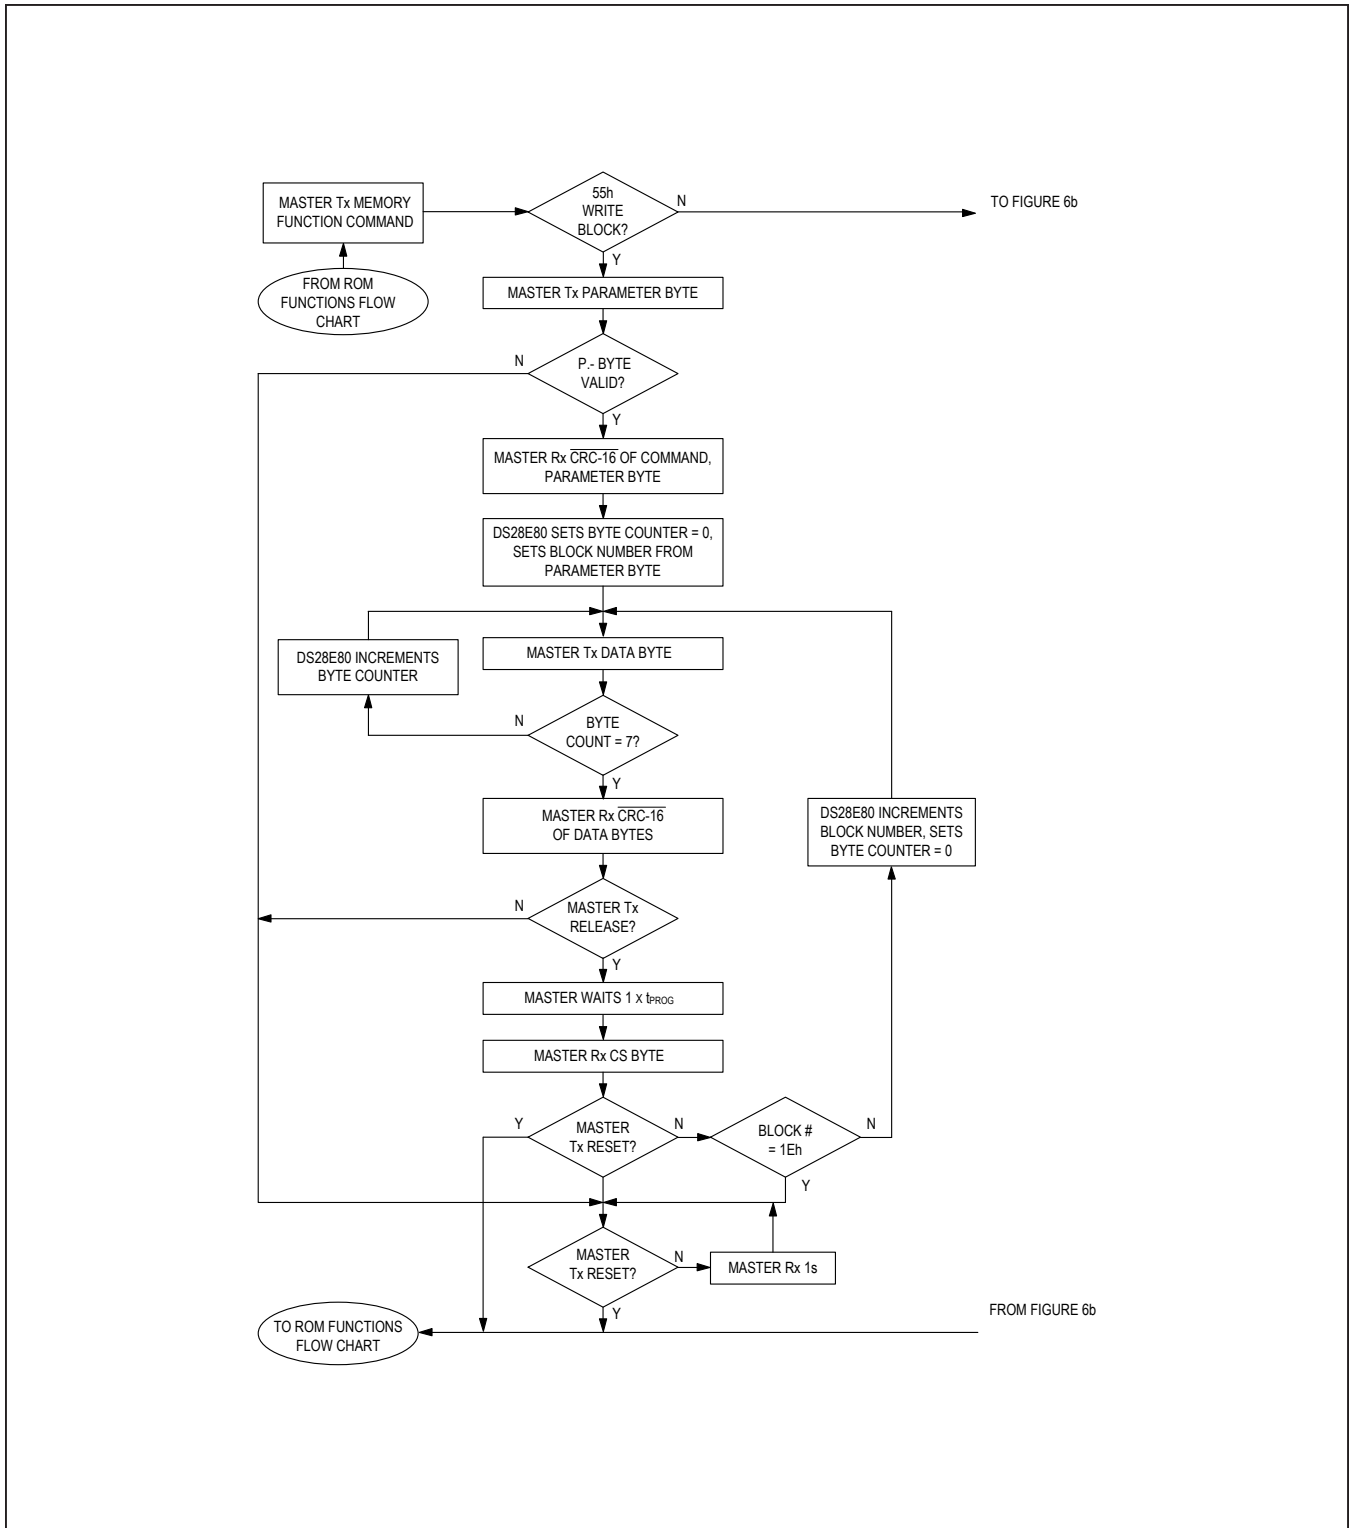 55h
WRITE
BLOCK?
N
TO FIGURE 6b
MASTER Tx MEMORY
FUNCTION COMMAND
Y
FROM ROM
FUNCTIONS FLOW
CHART
MASTER Tx PARAMETER BYTE
N
P.- BYTE
VALID?
Y
MASTER Rx CRC-16 OF COMMAND,
PARAMETER BYTE
DS28E80 SETS BYTE COUNTER = 0,
SETS BLOCK NUMBER FROM
PARAMETER BYTE
DS28E80 INCREMENTS
BYTE COUNTER
MASTER Tx DATA BYTE
N
BYTE
COUNT = 7?
Y
MASTER Rx CRC-16
OF DATA BYTES
DS28E80 INCREMENTS
BLOCK NUMBER, SETS
BYTE COUNTER = 0
N
MASTER Tx
RELEASE?
Y
MASTER WAITS 1 x tPROG
MASTER Rx CS BYTE
Y
MASTER
Tx RESET?
N
BLOCK #
= 1Eh
N
Y
MASTER
Tx RESET?
N
MASTER Rx 1s
Y
FROM FIGURE 6b
TO ROM FUNCTIONS
FLOW CHART